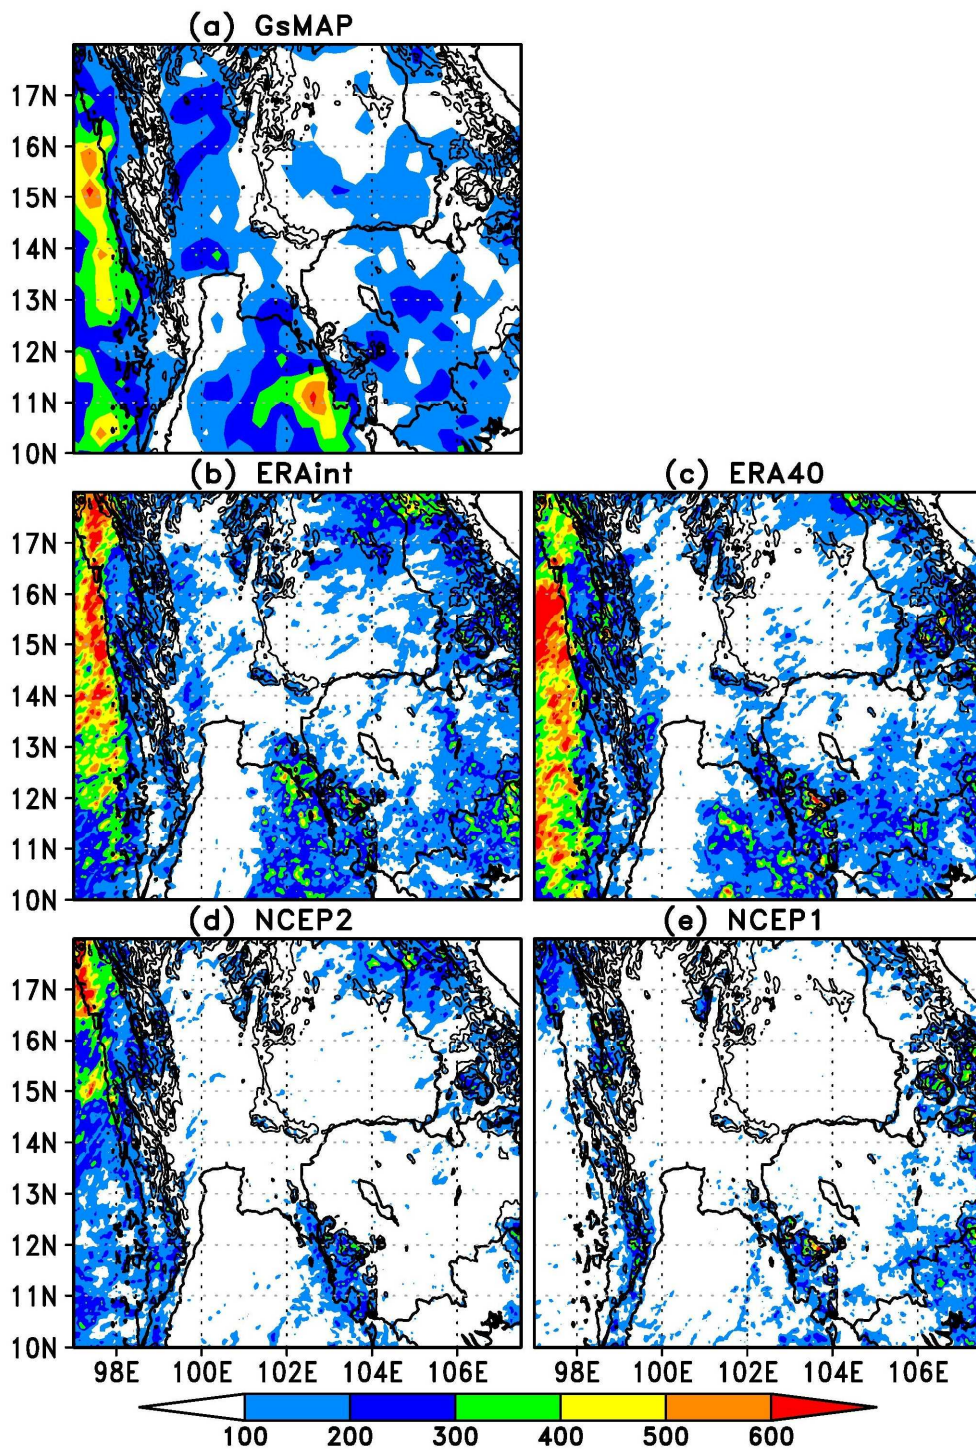 (a) GsMAP
17N
16N
15N
14N
13N
12N
11N
10N
(b) ERAint
(c) ERA40
17N
16N
15N
14N
13N
12N
11N
10N
(d) NCEP2
(e) NCEP1
17N
16N
15N
14N
13N
12N
11N
10N
98E 100E 102E 104E 106E 98E 100E 102E 104E 106E
100 200 300 400 500 600